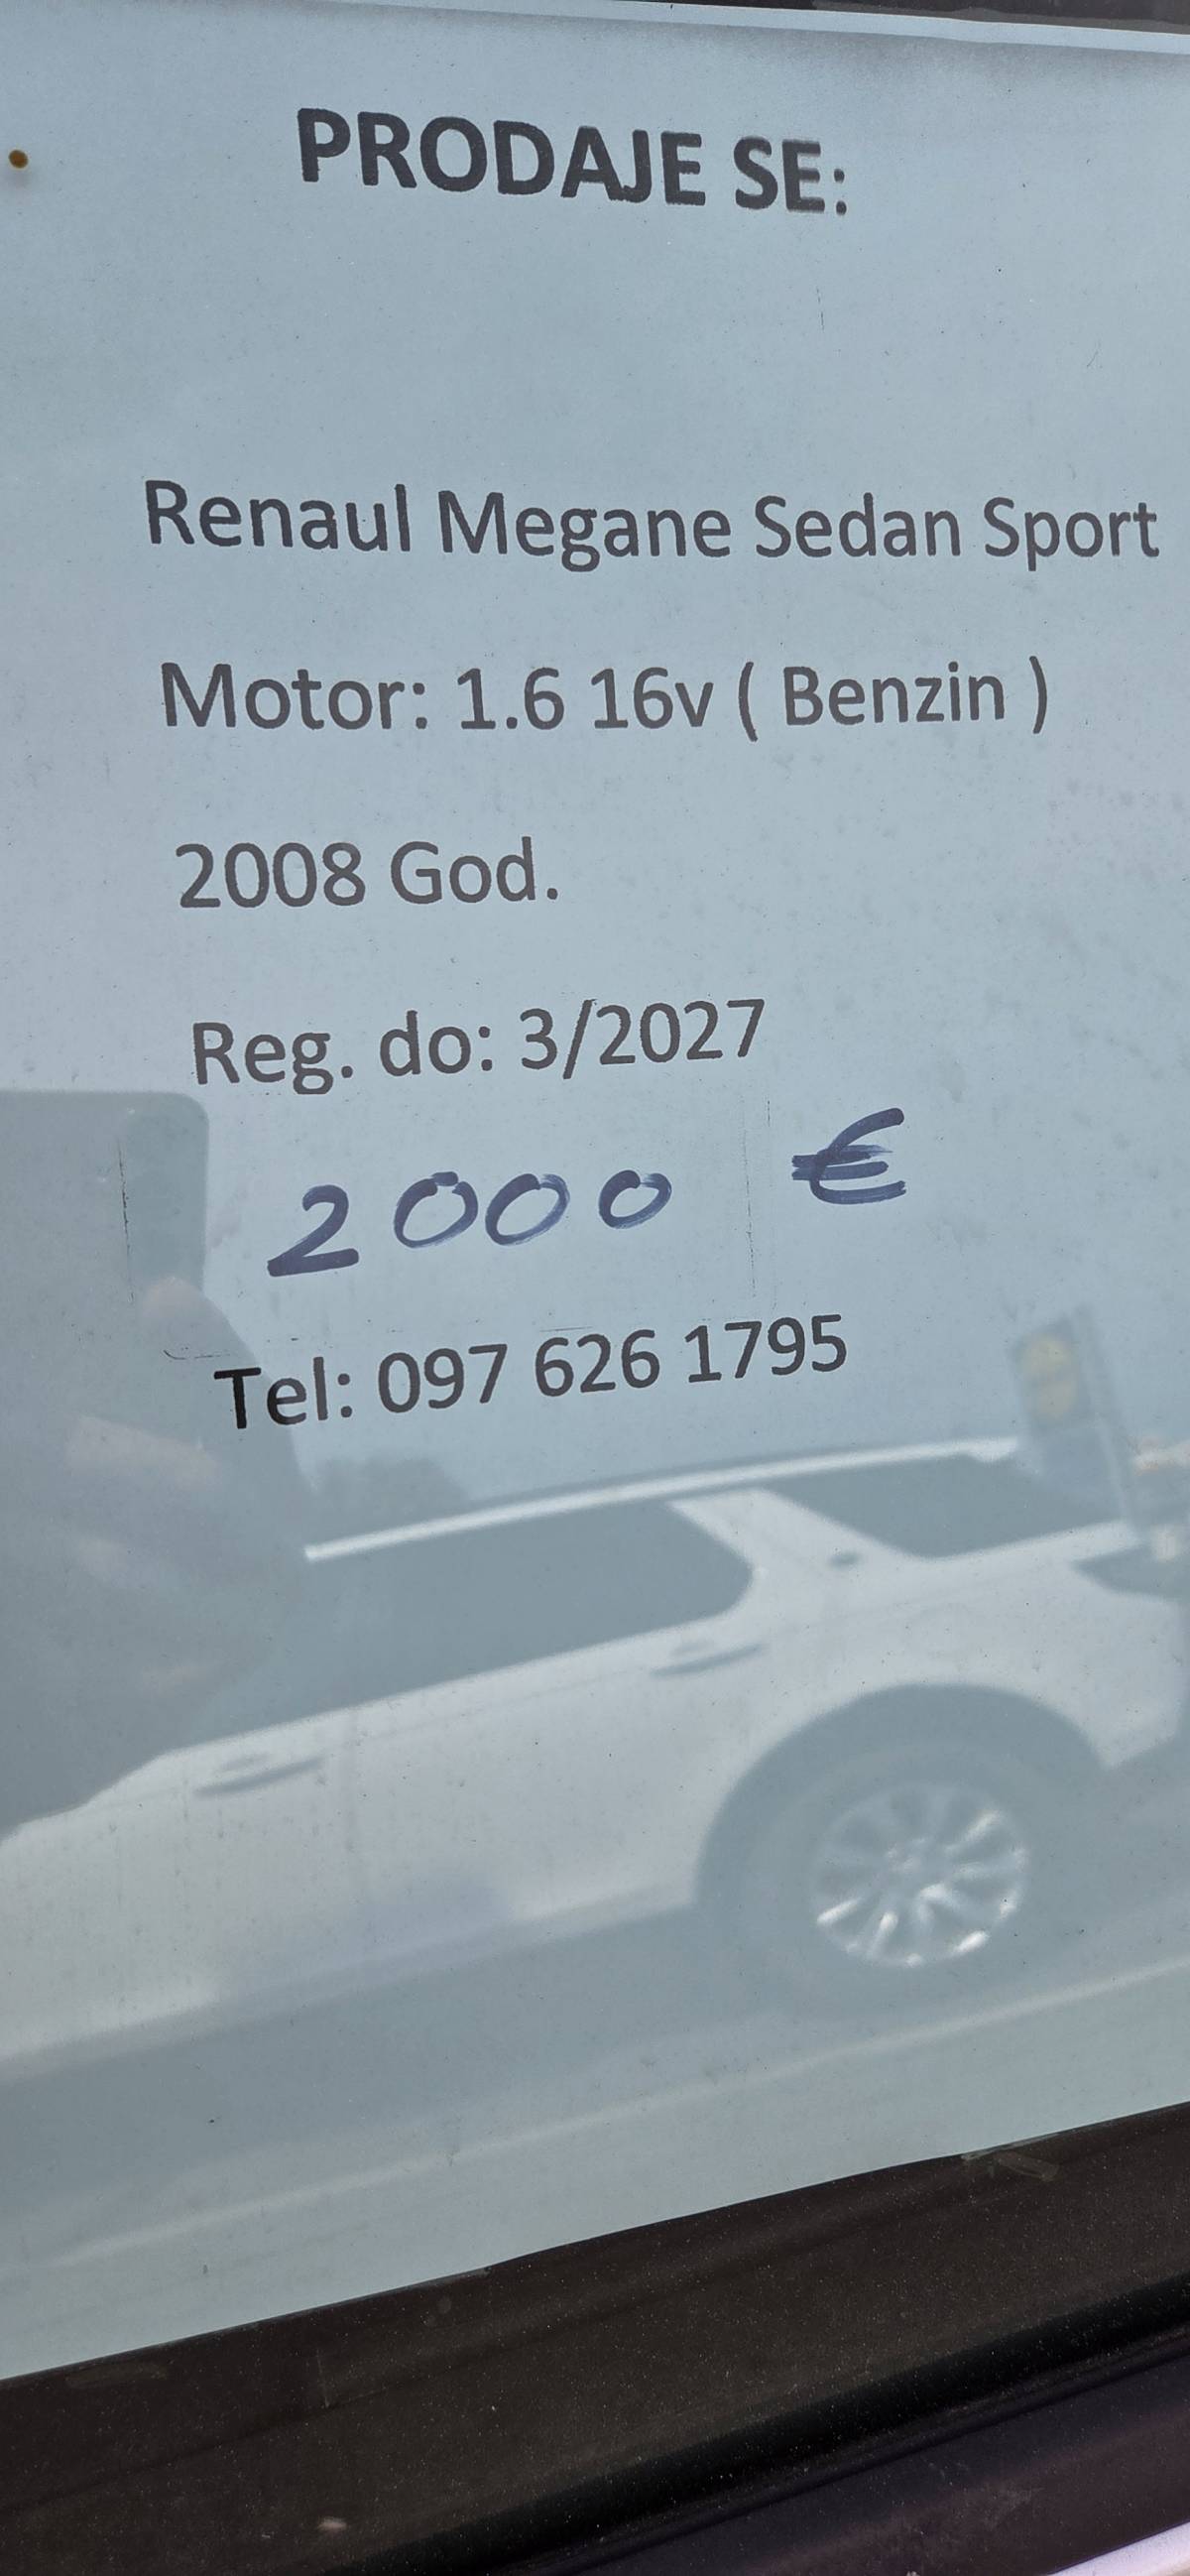 PRODAJE SE:
Renaul Megane Sedan Sport
Motor: 1.6 16v ( Benzin )
2008 God.
Reg. do: 3/2027
2000 €
Tel: 097 626 1795